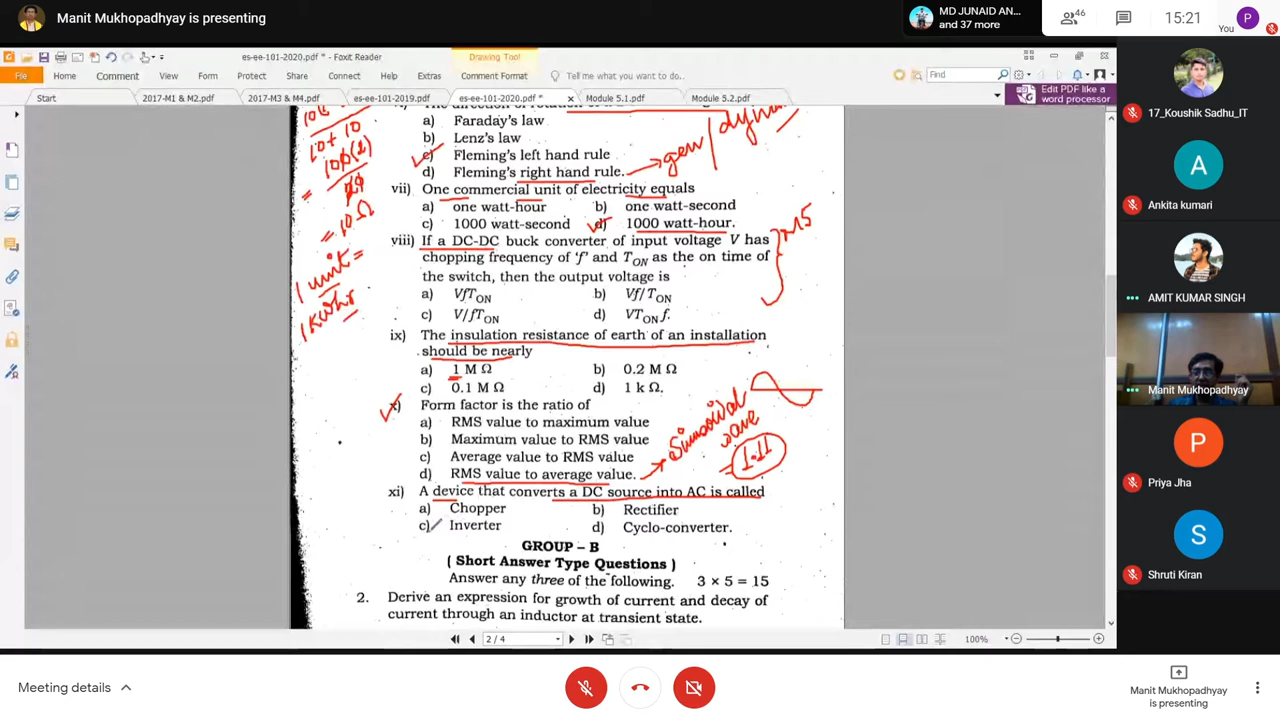 Manit Mukhopadhyay is presenting
MD JUNAID AN...
and 37 more
46
15:21
P
You
es-ee-101-2020.pdf * - Foxit Reader
Drawing Tool
File Home Comment View Form Protect Share Connect Help Extras Comment Format Tell me what you want to do.. Find
Start 2017-M1 & M2.pdf 2017-M3 & M4.pdf es-ee-101-2019.pdf es-ee-101-2020.pdf * Module 5.1.pdf Module 5.2.pdf
Edit PDF like a
word processor
a) Faraday's law
b) Lenz's law
c) Fleming's left hand rule
d) Fleming's right hand rule.
gen/dynamo
vii) One commercial unit of electricity equals
a) one watt-hour b) one watt-second
c) 1000 watt-second d) 1000 watt-hour.
viii) If a DC-DC buck converter of input voltage V has
chopping frequency of 'f' and TON as the on time of
the switch, then the output voltage is
a) VfTON b) Vf/TON
c) V/fTON d) VTON f.
M5
ix) The insulation resistance of earth of an installation
should be nearly
a) 1 M Ω b) 0.2 M Ω
c) 0.1 M Ω d) 1 k Ω.
x) Form factor is the ratio of
a) RMS value to maximum value
b) Maximum value to RMS value
c) Average value to RMS value
d) RMS value to average value.
Sinusoidal
wave
= 1.11
xi) A device that converts a DC source into AC is called
a) Chopper b) Rectifier
c) Inverter d) Cyclo-converter.
10+10
= 10Ω
1 unit =
1 kwhr
GROUP – B
( Short Answer Type Questions )
Answer any three of the following. 3 × 5 = 15
2. Derive an expression for growth of current and decay of
current through an inductor at transient state.
2 / 4
100%
17_Koushik Sadhu_IT
A
Ankita kumari
AMIT KUMAR SINGH
Manit Mukhopadhyay
P
Priya Jha
S
Shruti Kiran
Meeting details
Manit Mukhopadhyay
is presenting